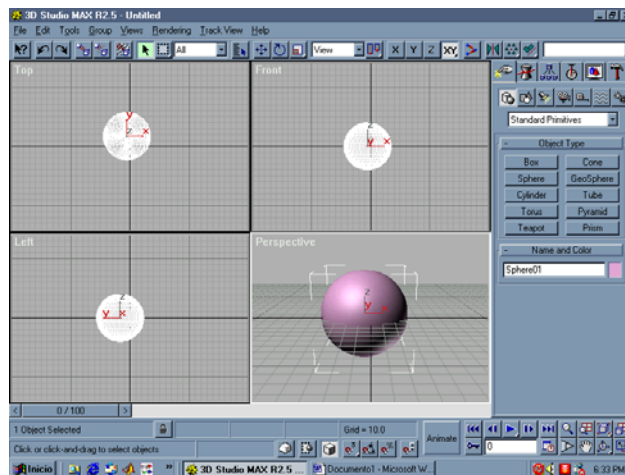 3D Studio MAX R2.5 - Untitled
File Edit Tools Group Views Rendering Track View Help
All View X Y Z XY
Top
Front
Left
Perspective
y
z x
z
x
z
y x
z
y x
Standard Primitives
- Object Type
Box Cone
Sphere GeoSphere
Cylinder Tube
Torus Pyramid
Teapot Prism
- Name and Color
Sphere01
< 0 / 100 >
1 Object Selected Grid = 10.0
Animate
Click or click-and-drag to select objects 0
Inicio » 3D Studio MAX R2.5 ... Documento1 - Microsoft W... 6:33 PM